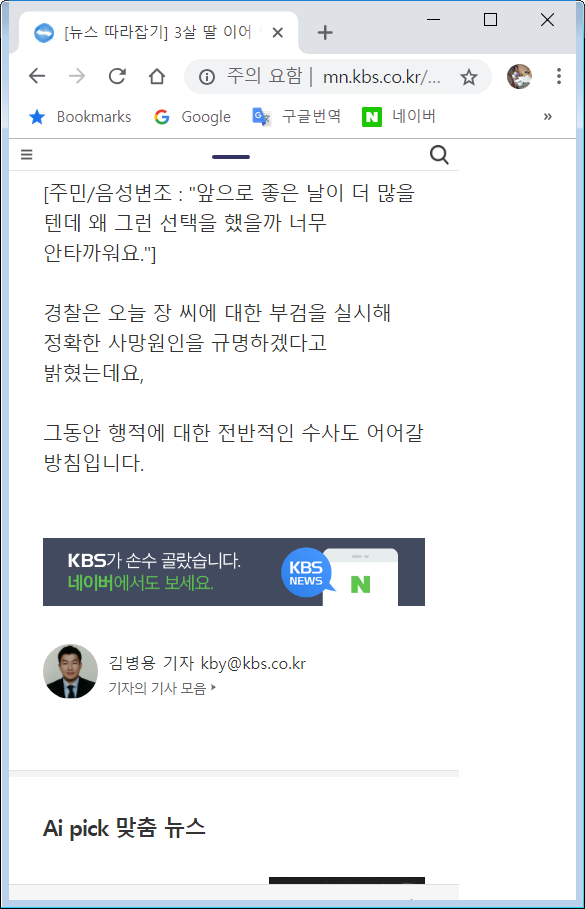 [뉴스 따라잡기] 3살 딸 이어
주의 요함 | mn.kbs.co.kr/...
Bookmarks Google 구글번역 네이버 »
[주민/음성변조 : "앞으로 좋은 날이 더 많을
텐데 왜 그런 선택을 했을까 너무
안타까워요."]
경찰은 오늘 장 씨에 대한 부검을 실시해
정확한 사망원인을 규명하겠다고
밝혔는데요,
그동안 행적에 대한 전반적인 수사도 어어갈
방침입니다.
KBS가 손수 골랐습니다.
네이버에서도 보세요.
KBS
NEWS
N
김병용 기자 kby@kbs.co.kr
기자의 기사 모음
Ai pick 맞춤 뉴스